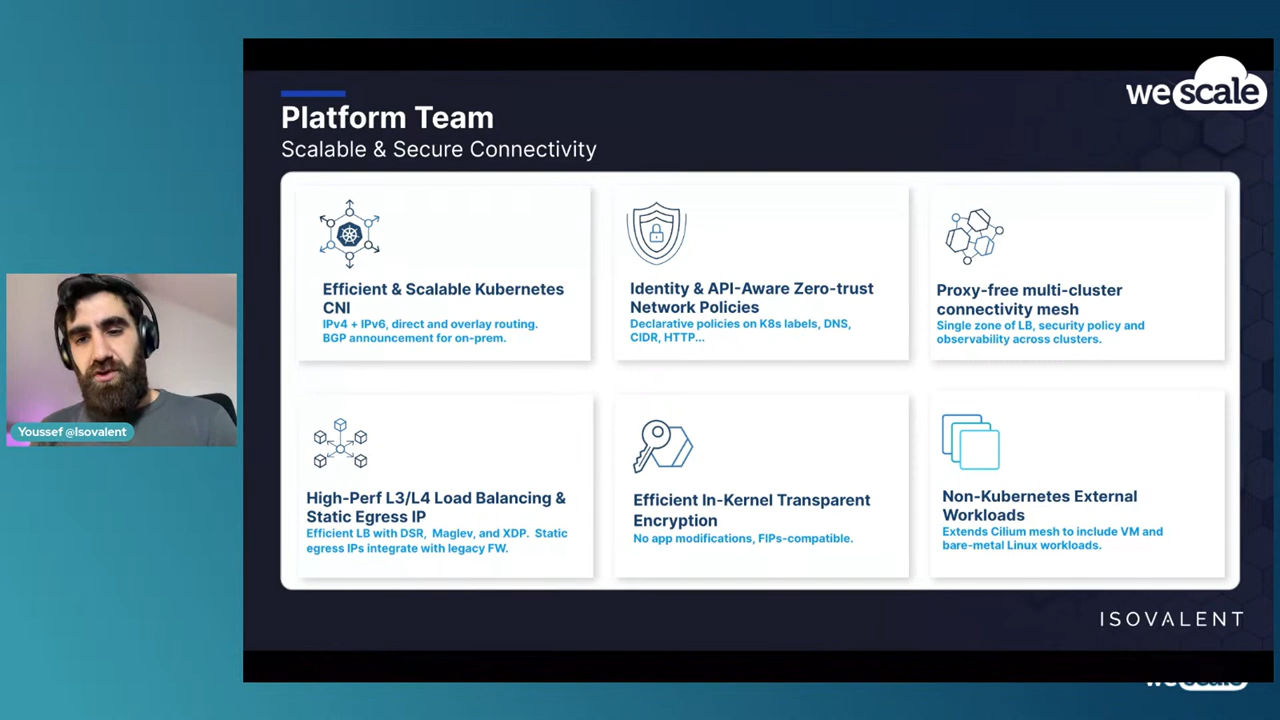 we scale
Platform Team
Scalable & Secure Connectivity
Efficient & Scalable Kubernetes
CNI
IPv4 + IPv6, direct and overlay routing.
BGP announcement for on-prem.
Identity & API-Aware Zero-trust
Network Policies
Declarative policies on K8s labels, DNS,
CIDR, HTTP...
Proxy-free multi-cluster
connectivity mesh
Single zone of LB, security policy and
observability across clusters.
High-Perf L3/L4 Load Balancing &
Static Egress IP
Efficient LB with DSR, Maglev, and XDP. Static
egress IPs integrate with legacy FW.
Efficient In-Kernel Transparent
Encryption
No app modifications, FIPs-compatible.
Non-Kubernetes External
Workloads
Extends Cilium mesh to include VM and
bare-metal Linux workloads.
Youssef @Isovalent
ISOVALENT